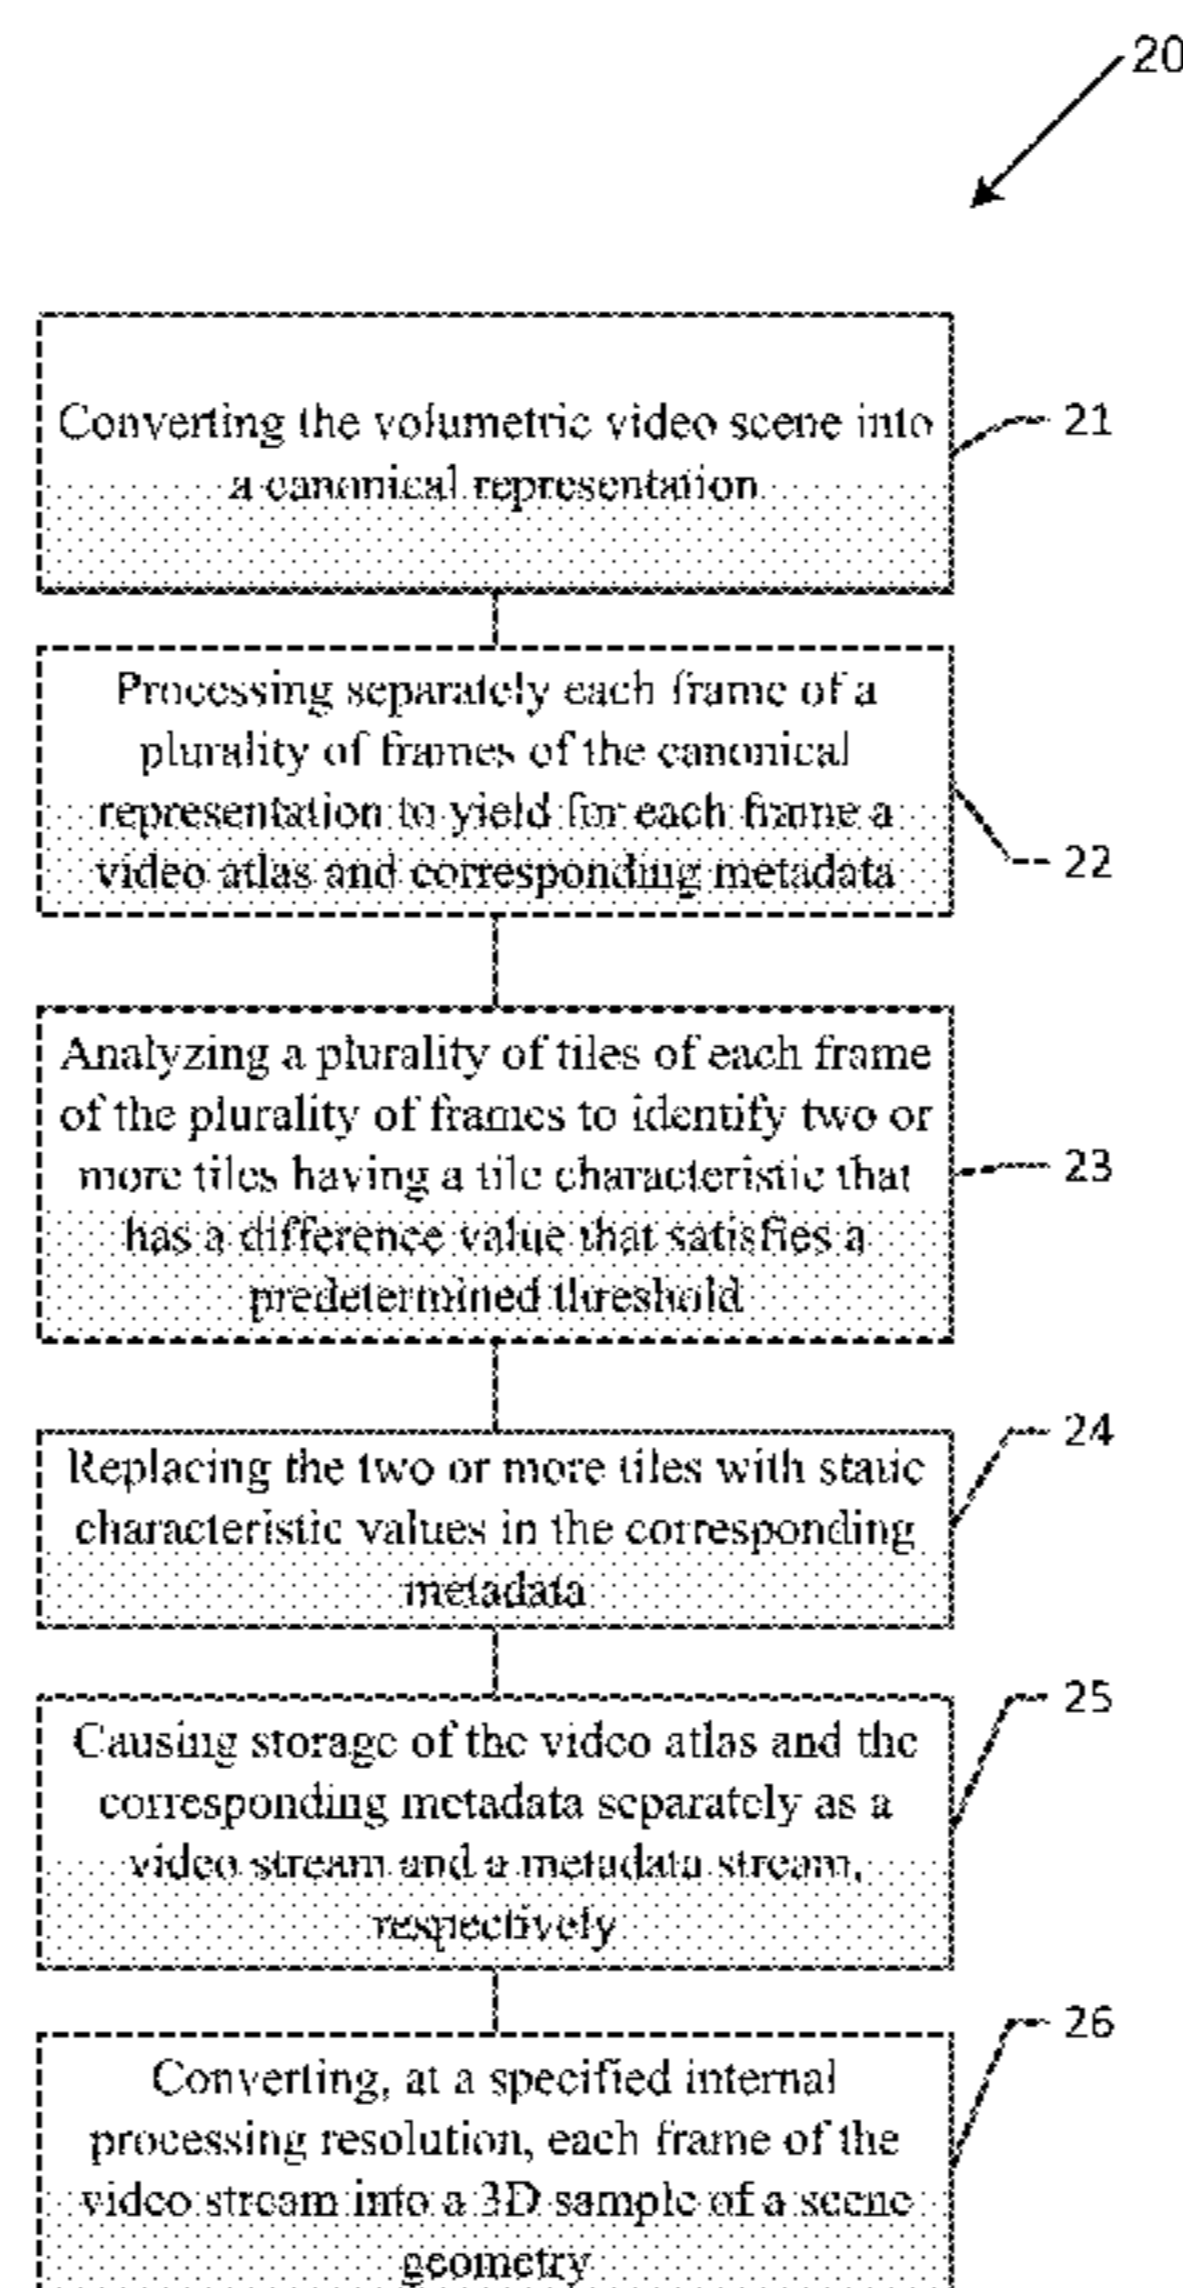 20
Converting the volumetric video scene into
a canonical representation
21
Processing separately each frame of a
plurality of frames of the canonical
representation to yield for each frame a
video atlas and corresponding metadata
22
Analyzing a plurality of tiles of each frame
of the plurality of frames to identify two or
more tiles having a tile characteristic that
has a difference value that satisfies a
predetermined threshold
23
Replacing the two or more tiles with static
characteristic values in the corresponding
metadata
24
Causing storage of the video atlas and the
corresponding metadata separately as a
video stream and a metadata stream,
respectively
25
Converting, at a specified internal
processing resolution, each frame of the
video stream into a 3D sample of a scene
geometry
26